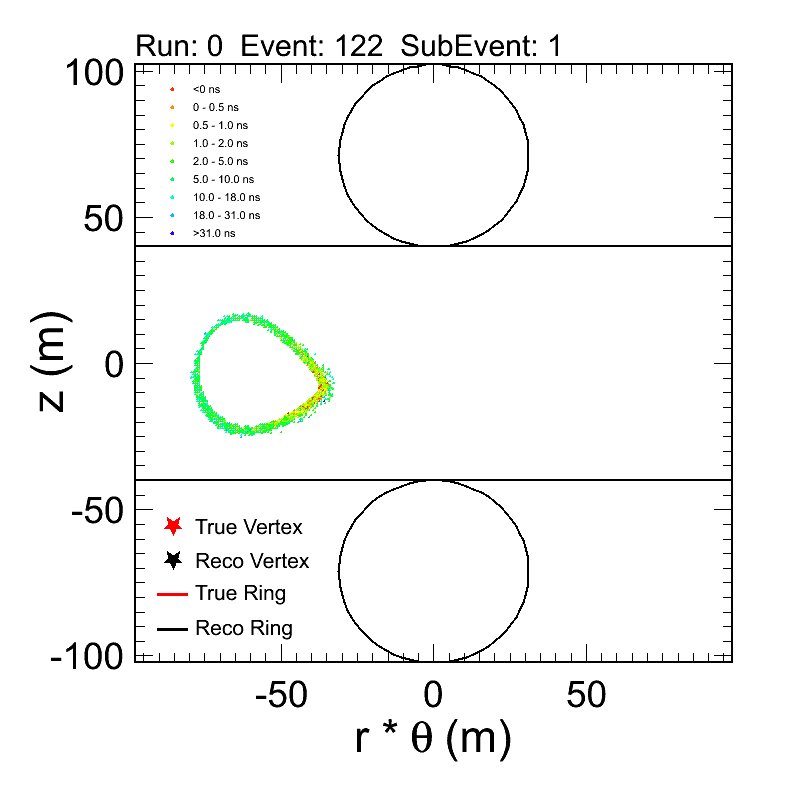 Run: 0 Event: 122 SubEvent: 1
100
<0 ns
0 - 0.5 ns
0.5 - 1.0 ns
1.0 - 2.0 ns
2.0 - 5.0 ns
5.0 - 10.0 ns
10.0 - 18.0 ns
18.0 - 31.0 ns
>31.0 ns
50
0
z (m)
-50
-100
True Vertex
Reco Vertex
True Ring
Reco Ring
-50 0 50
r * θ (m)